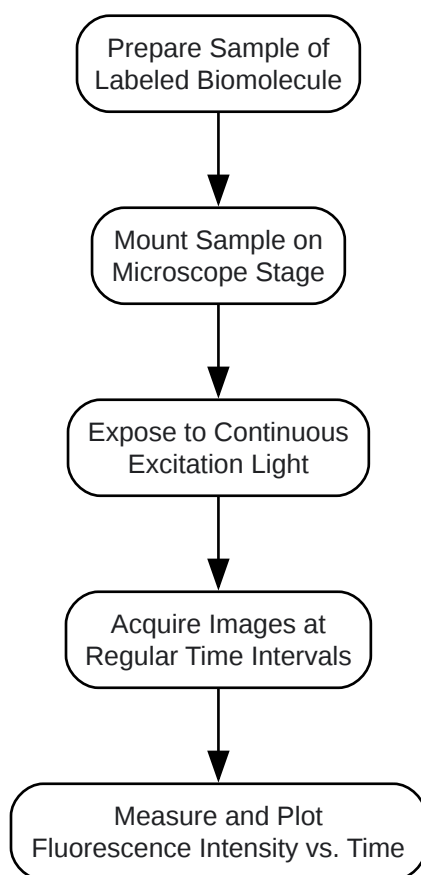 Prepare Sample of
Labeled Biomolecule
Mount Sample on
Microscope Stage
Expose to Continuous
Excitation Light
Acquire Images at
Regular Time Intervals
Measure and Plot
Fluorescence Intensity vs. Time